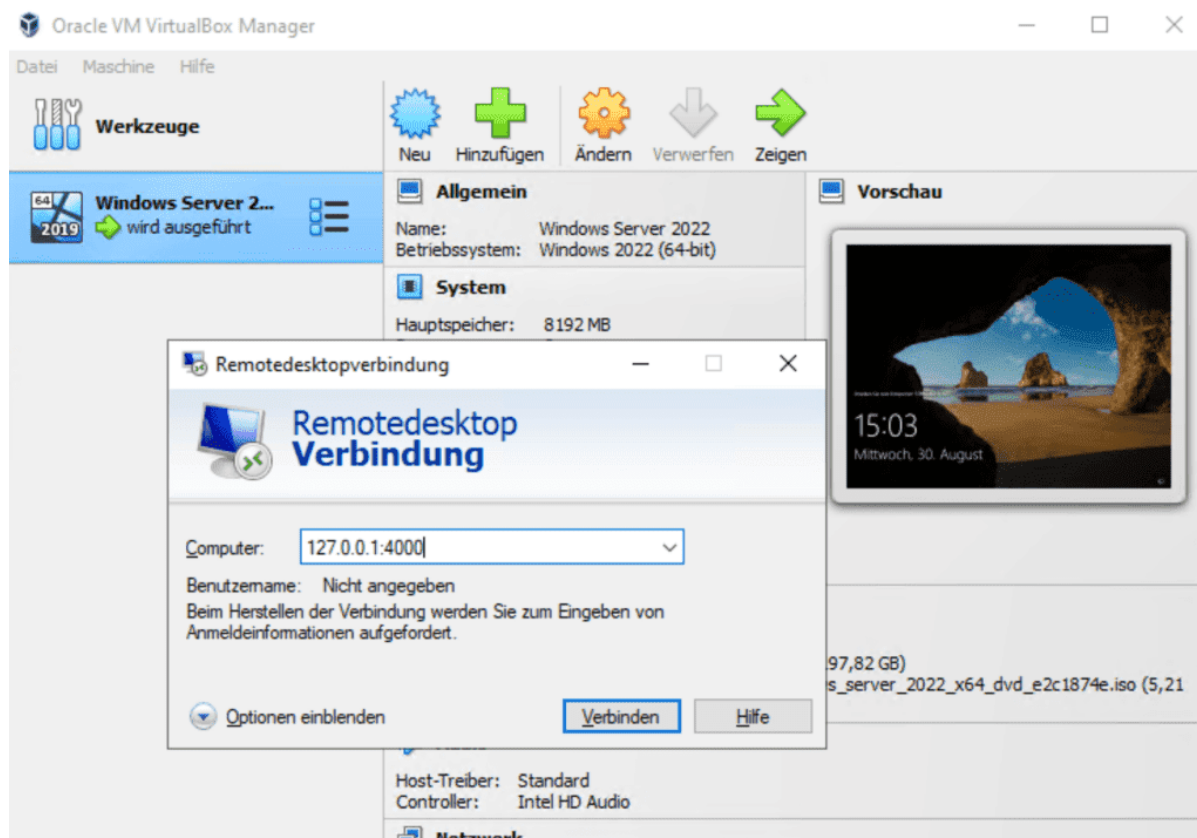 Oracle VM VirtualBox Manager
Datei Maschine Hilfe
Werkzeuge
Neu Hinzufügen Ändern Verwerfen Zeigen
64
2019
Windows Server 2...
wird ausgeführt
Allgemein
Name: Windows Server 2022
Betriebssystem: Windows 2022 (64-bit)
System
Hauptspeicher: 8192 MB
Vorschau
15:03
Mittwoch, 30. August
Remotedesktopverbindung
Remotedesktop
Verbindung
Computer: 127.0.0.1:4000
Benutzername: Nicht angegeben
Beim Herstellen der Verbindung werden Sie zum Eingeben von
Anmeldeinformationen aufgefordert.
Optionen einblenden
Verbinden Hilfe
97,82 GB)
s_server_2022_x64_dvd_e2c1874e.iso (5,21
Host-Treiber: Standard
Controller: Intel HD Audio
Netzwerk